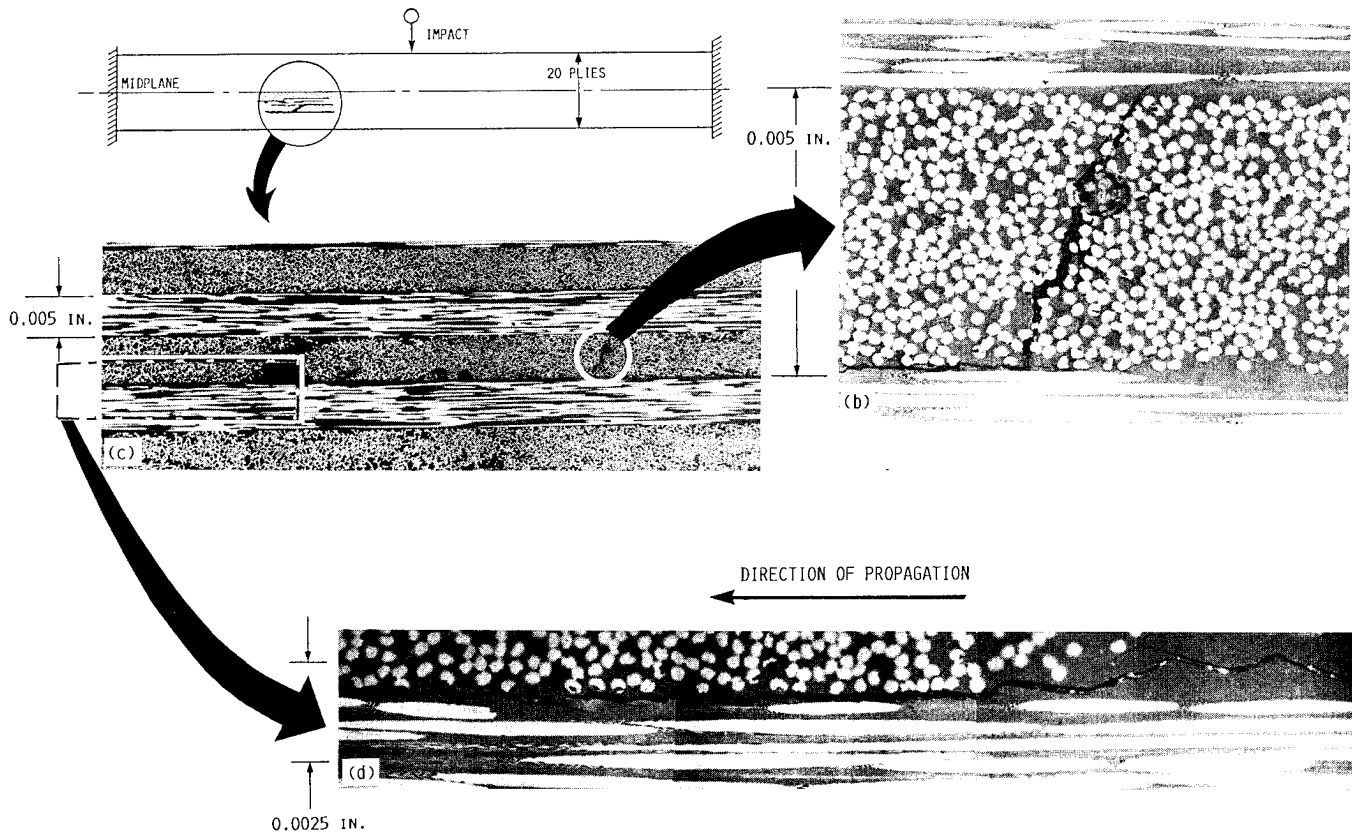 IMPACT
MIDPLANE
20 PLIES
0.005 IN.
(b)
0.005 IN.
(c)
DIRECTION OF PROPAGATION
(d)
0.0025 IN.